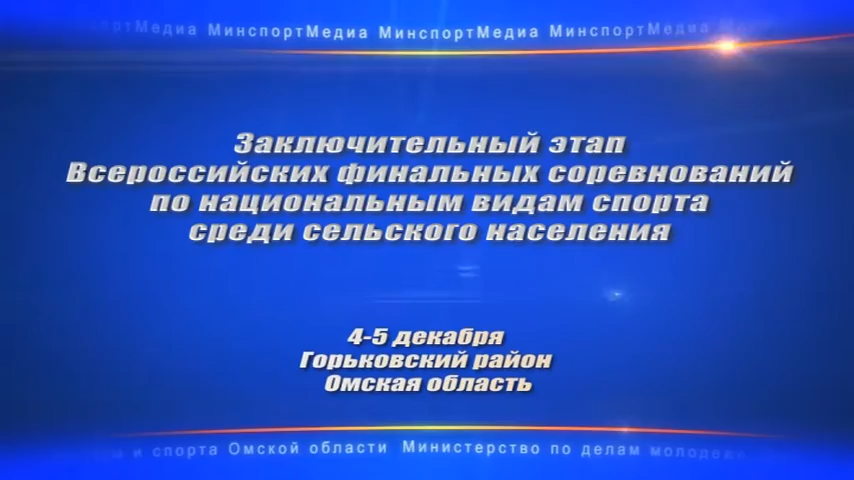 МинспортМедиа МинспортМедиа
Заключительный этап
Всероссийских финальных соревнований
по национальным видам спорта
среди сельского населения
4-5 декабря
Горьковский район
Омская область
и спорта Омской области Министерство по делам